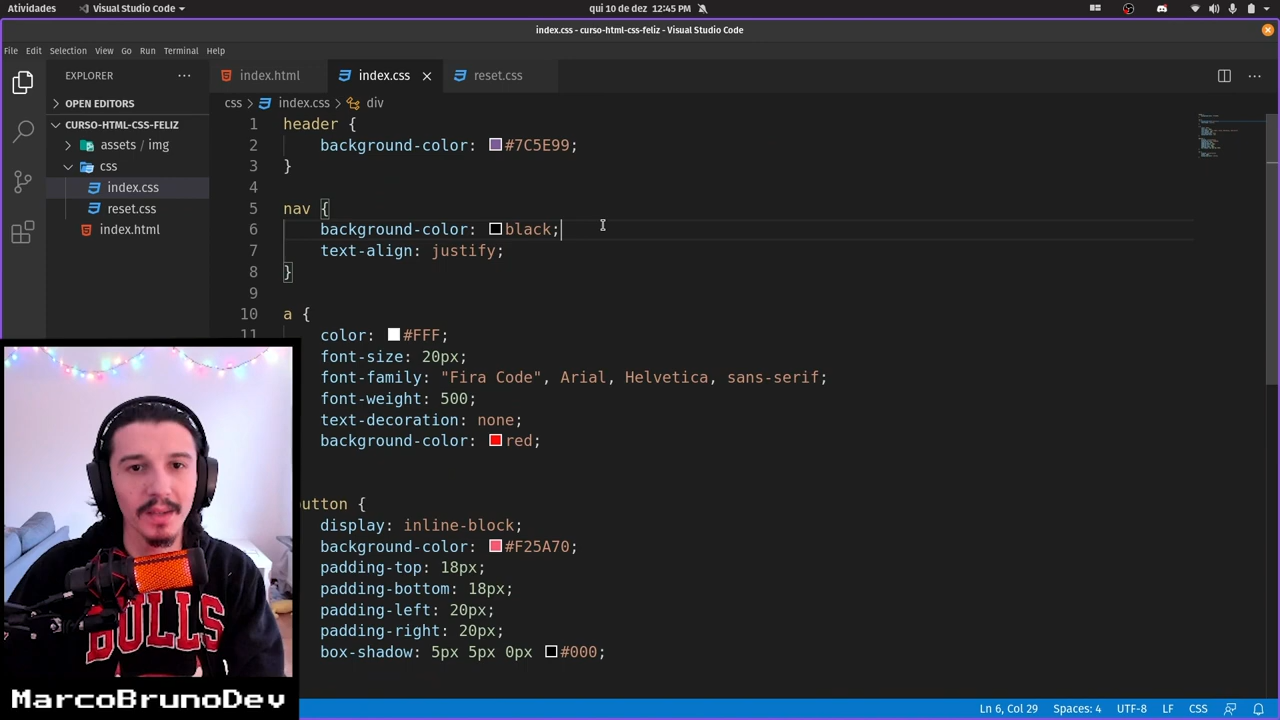 Atividades
Visual Studio Code
qui 10 de dez 12:45 PM
index.css - curso-html-css-feliz - Visual Studio Code
File Edit Selection View Go Run Terminal Help
EXPLORER
index.html
index.css
reset.css
OPEN EDITORS
css > index.css > div
CURSO-HTML-CSS-FELIZ
assets / img
css
index.css
reset.css
index.html
1 header {
2 background-color: #7C5E99;
3 }
4
5 nav {
6 background-color: black;
7 text-align: justify;
8 }
9
10 a {
11 color: #FFF;
font-size: 20px;
font-family: "Fira Code", Arial, Helvetica, sans-serif;
font-weight: 500;
text-decoration: none;
background-color: red;
button {
display: inline-block;
background-color: #F25A70;
padding-top: 18px;
padding-bottom: 18px;
padding-left: 20px;
padding-right: 20px;
box-shadow: 5px 5px 0px #000;
BULLS
MarcoBrunoDev
Ln 6, Col 29 Spaces: 4 UTF-8 LF CSS